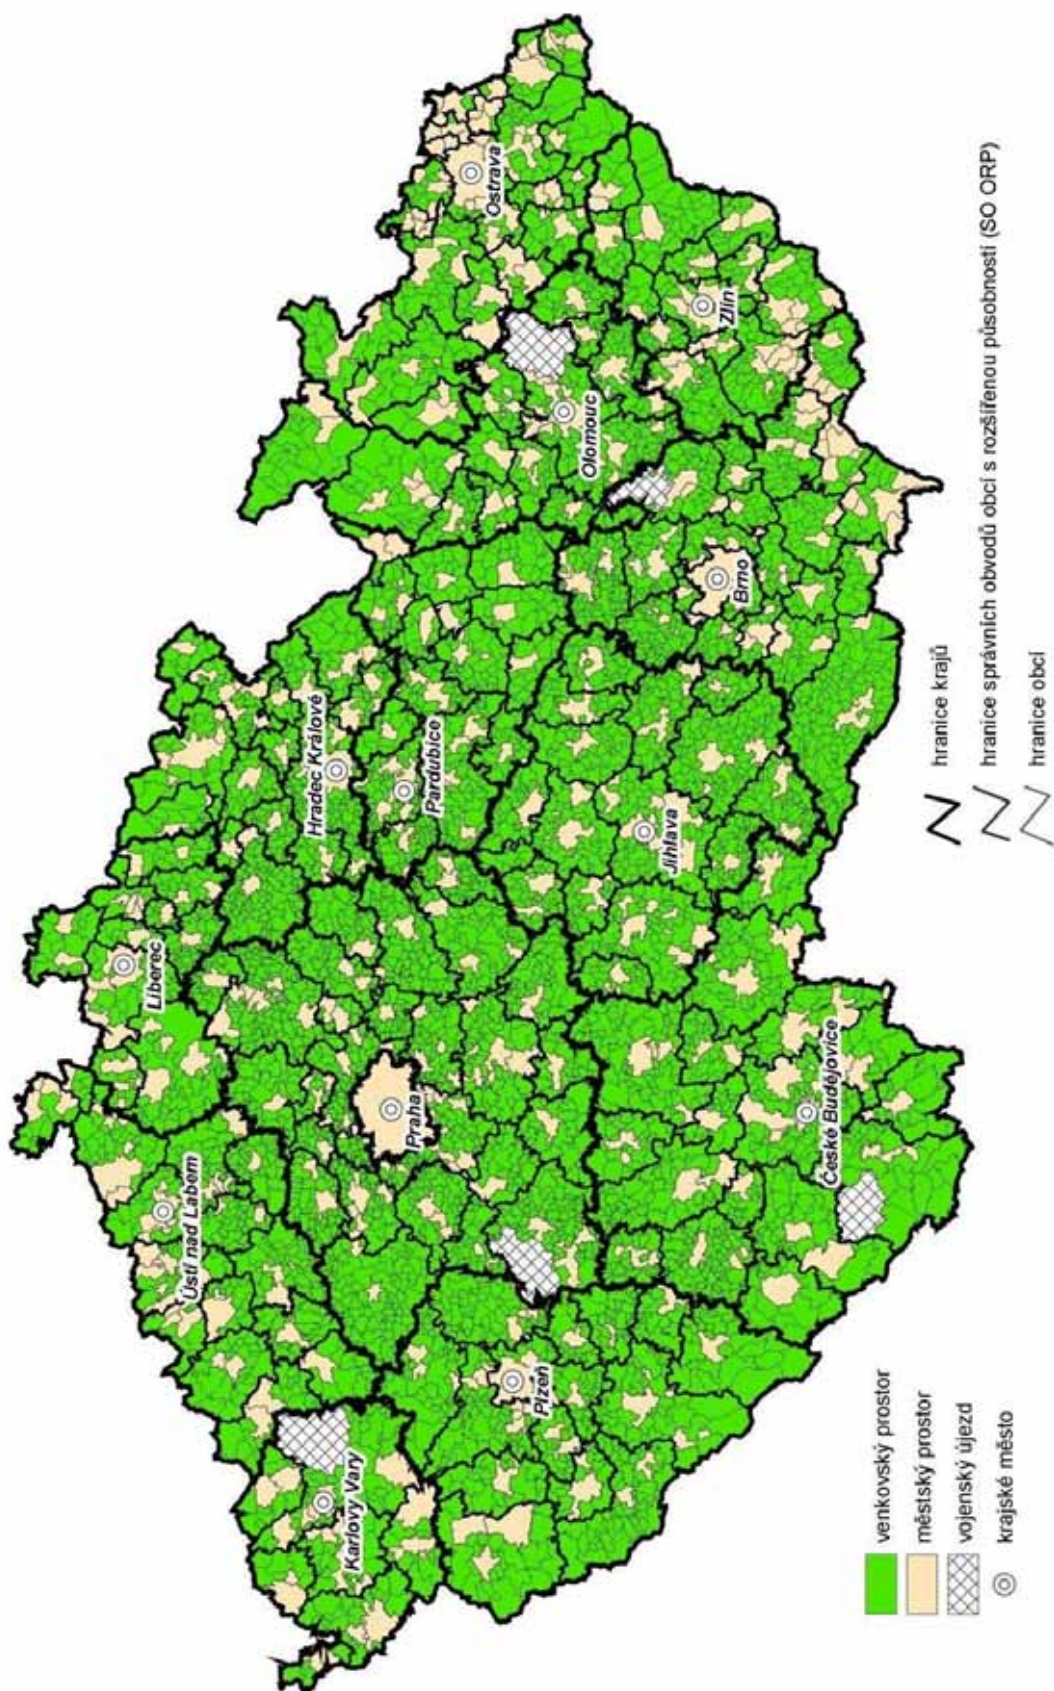 Liberec
Ústí nad Labem
Karlovy Vary
Hradec Králové
Praha
Pardubice
Ostrava
Plzeň
Olomouc
Jihlava
Brno
Zlín
České Budějovice
venkovský prostor
městský prostor
vojenský újezd
krajské město
hranice krajů
hranice správních obvodů obcí s rozšířenou působností (SO ORP)
hranice obcí